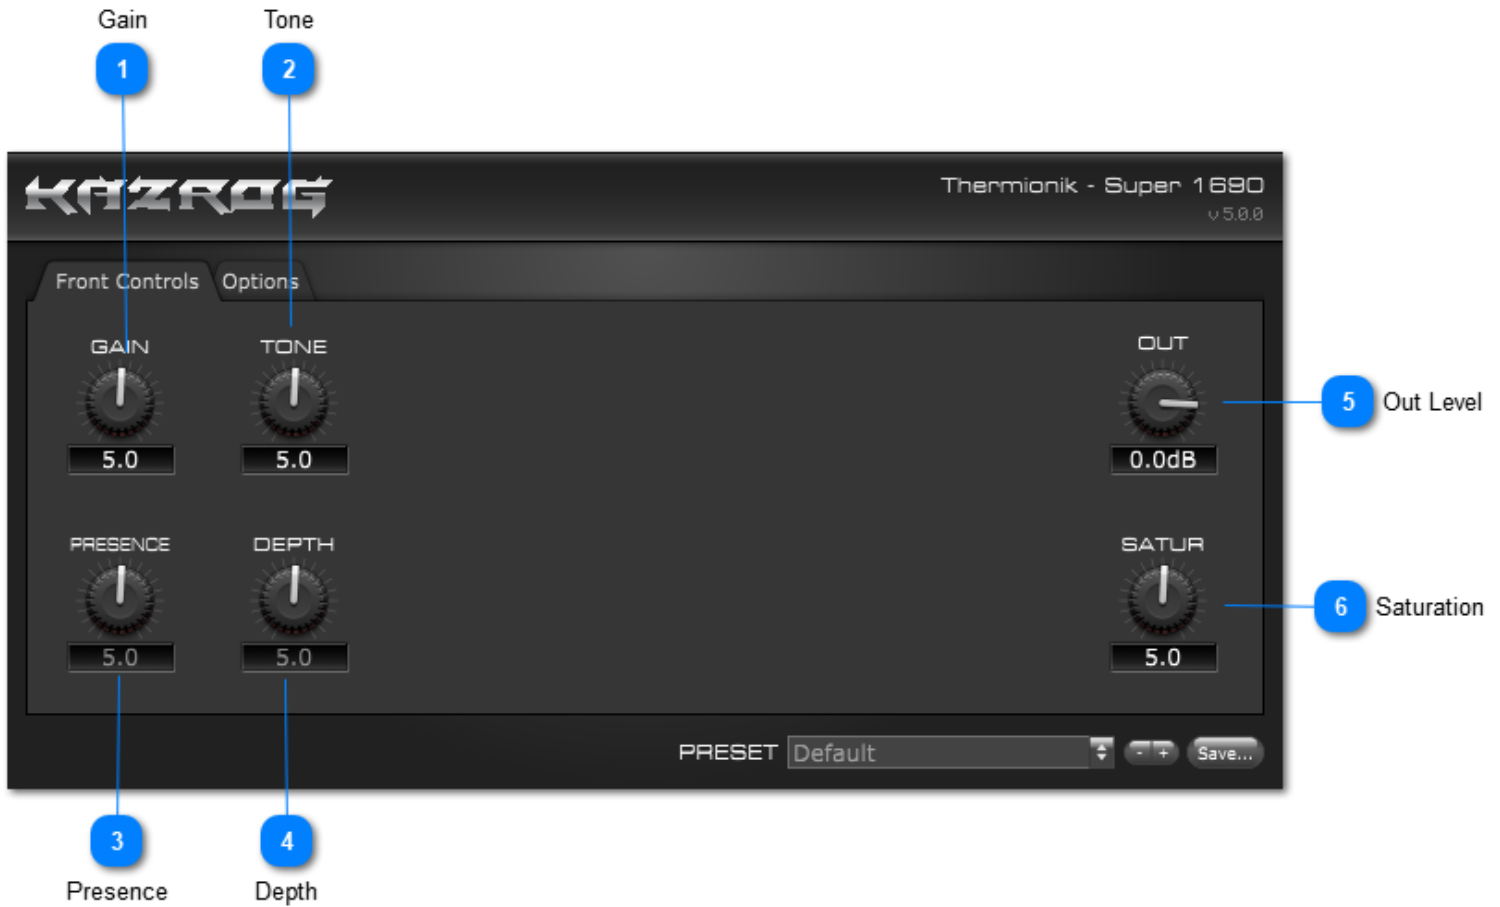 Gain
Tone
1
2
KAZROG
Thermionik - Super 1690
v 5.0.0
Front Controls
Options
GAIN
TONE
OUT
5.0
5.0
0.0dB
5
Out Level
PRESENCE
DEPTH
SATUR
5.0
5.0
5.0
6
Saturation
PRESET
Default
-
+
Save...
3
4
Presence
Depth